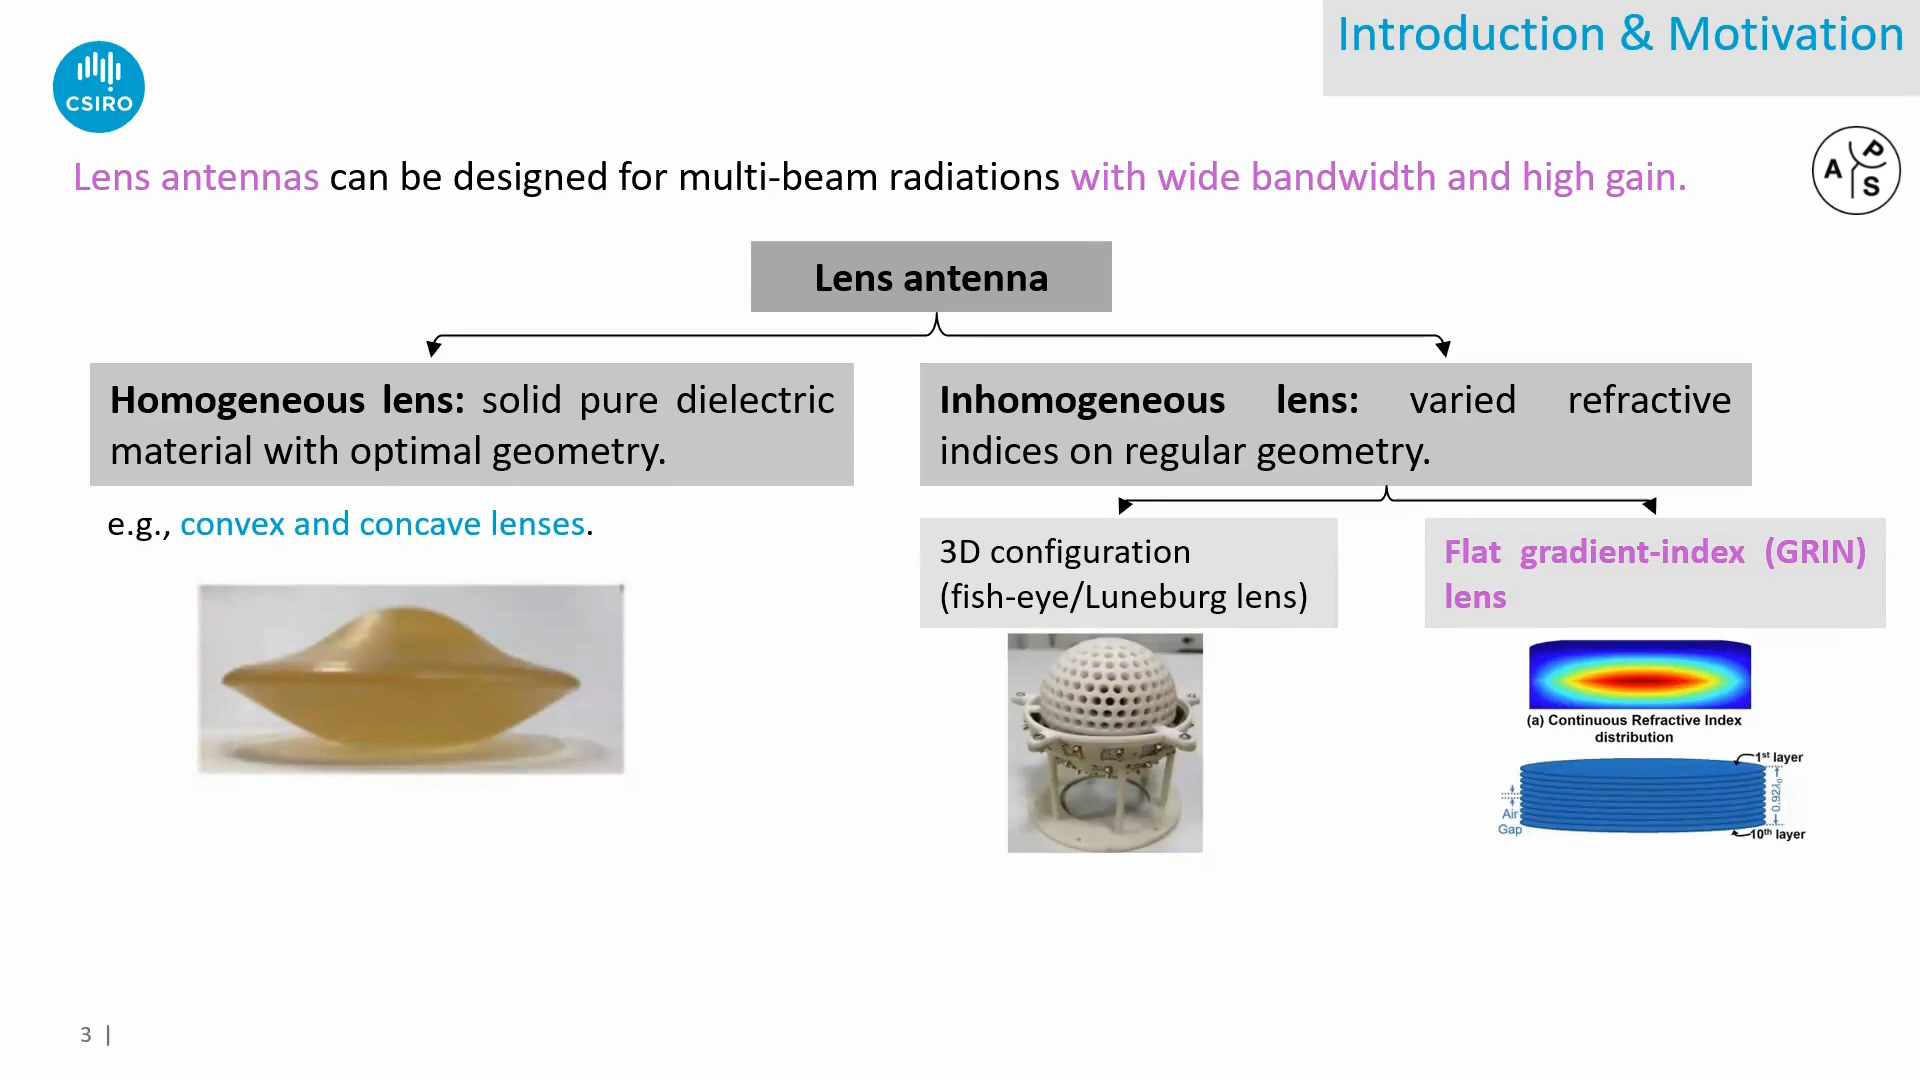 Introduction & Motivation
CSIRO
Lens antennas can be designed for multi-beam radiations with wide bandwidth and high gain.
A P S
Lens antenna
Homogeneous lens: solid pure dielectric
material with optimal geometry.
Inhomogeneous lens: varied refractive
indices on regular geometry.
e.g., convex and concave lenses.
3D configuration
(fish-eye/Luneburg lens)
Flat gradient-index (GRIN)
lens
(a) Continuous Refractive Index
distribution
1st layer
0.92λ0
Air
Gap
10th layer
3 |